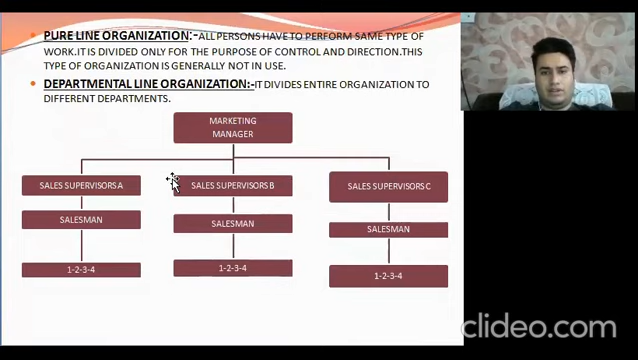 PURE LINE ORGANIZATION:-ALL PERSONS HAVE TO PERFORM SAME TYPE OF
WORK.IT IS DIVIDED ONLY FOR THE PURPOSE OF CONTROL AND DIRECTION.THIS
TYPE OF ORGANIZATION IS GENERALLY NOT IN USE.
DEPARTMENTAL LINE ORGANIZATION:-IT DIVIDES ENTIRE ORGANIZATION TO
DIFFERENT DEPARTMENTS.
MARKETING
MANAGER
SALES SUPERVISORS A
SALES SUPERVISORS B
SALES SUPERVISORS C
SALESMAN
SALESMAN
SALESMAN
1-2-3-4
1-2-3-4
1-2-3-4
clideo.com